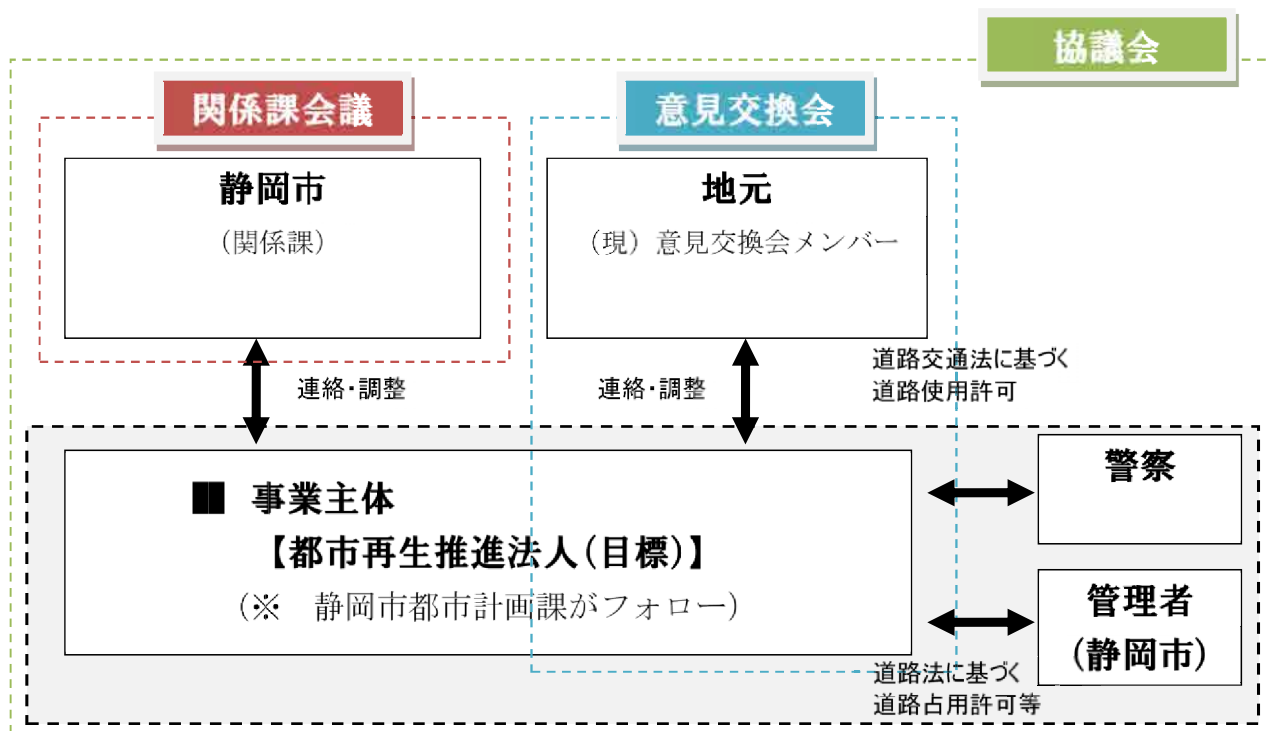 協議会
関係課会議
意見交換会
静岡市
（関係課）
地元
（現）意見交換会メンバー
連絡・調整
連絡・調整
道路交通法に基づく
道路使用許可
■■ 事業主体
【都市再生推進法人(目標)】
(※　静岡市都市計画課がフォロー)
警察
管理者
(静岡市)
道路法に基づく
道路占用許可等